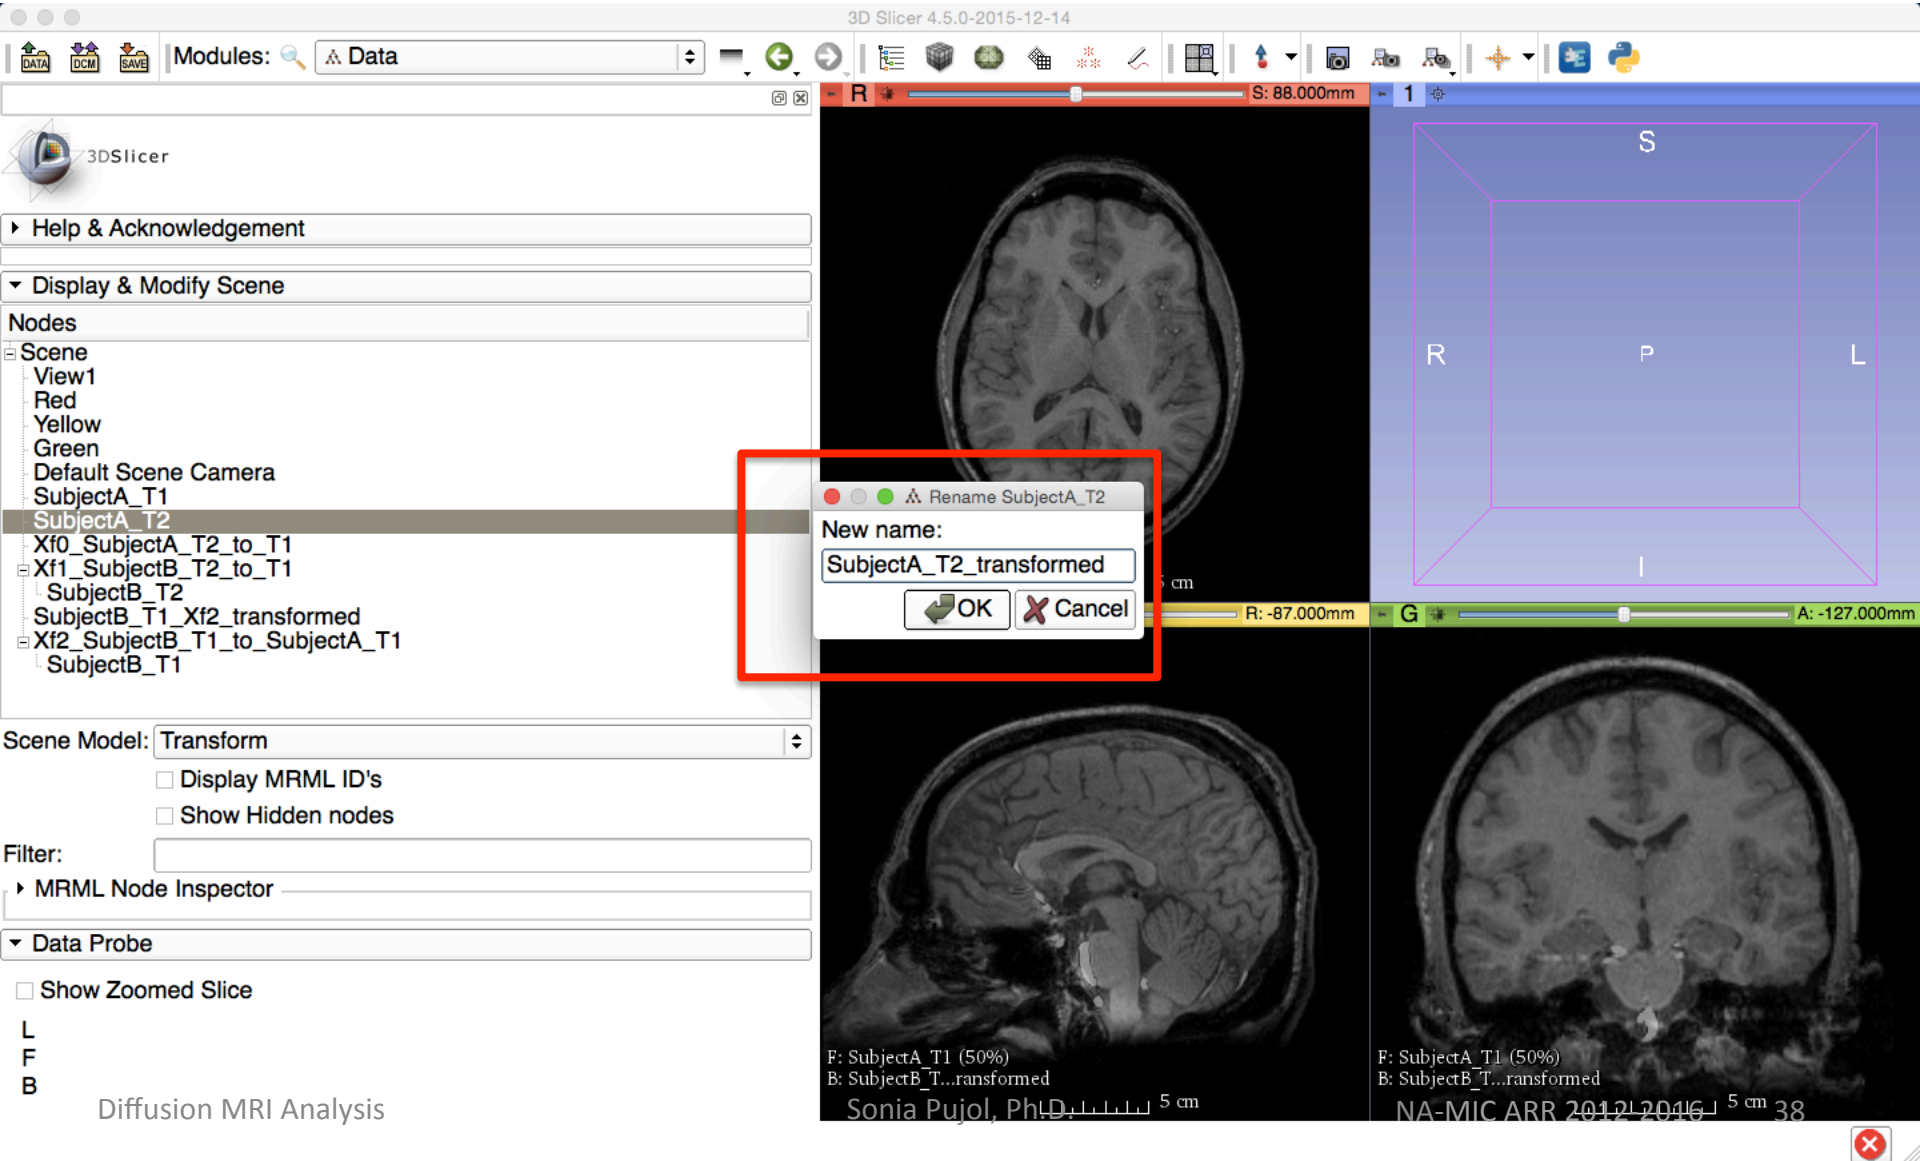 3D Slicer 4.5.0-2015-12-14
DATA
DCM
SAVE
Modules:
Data
3DSlicer
Help & Acknowledgement
Display & Modify Scene
Nodes
Scene
View1
Red
Yellow
Green
Default Scene Camera
SubjectA_T1
SubjectA_T2
Xf0_SubjectA_T2_to_T1
Xf1_SubjectB_T2_to_T1
SubjectB_T2
SubjectB_T1_Xf2_transformed
Xf2_SubjectB_T1_to_SubjectA_T1
SubjectB_T1
Scene Model: Transform
Display MRML ID's
Show Hidden nodes
Filter:
MRML Node Inspector
Data Probe
Show Zoomed Slice
L
F
B
R
S: 88.000mm
1
S
R
P
L
I
Rename SubjectA_T2
New name:
SubjectA_T2_transformed
OK
Cancel
cm
R: -87.000mm
G
A: -127.000mm
F: SubjectA_T1 (50%)
B: SubjectB_T...ransformed
5 cm
F: SubjectA_T1 (50%)
B: SubjectB_T...ransformed
5 cm
Diffusion MRI Analysis
Sonia Pujol, Ph.D.
NA-MIC ARR 2012-2016
38